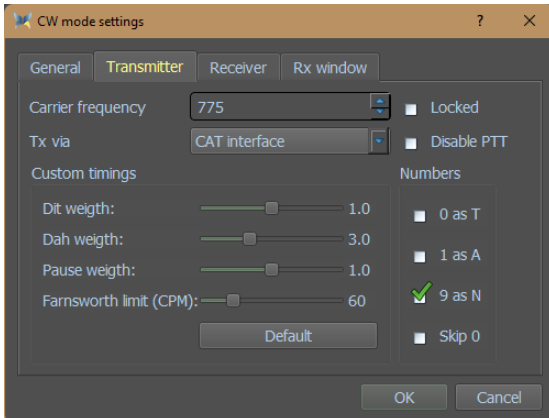 CW mode settings ? ×
General Transmitter Receiver Rx window
Carrier frequency 775 Locked
Tx via CAT interface Disable PTT
Custom timings Numbers
Dit weigth: 1.0
0 as T
Dah weigth: 3.0
1 as A
Pause weigth: 1.0
9 as N
Farnsworth limit (CPM): 60
Default
Skip 0
OK Cancel